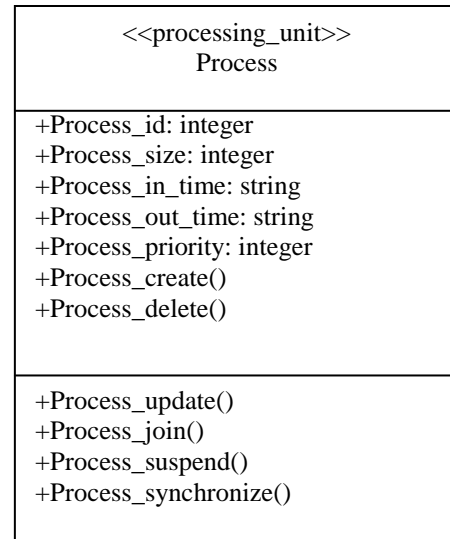 <<processing_unit>>
Process
+Process_id: integer
+Process_size: integer
+Process_in_time: string
+Process_out_time: string
+Process_priority: integer
+Process_create()
+Process_delete()
+Process_update()
+Process_join()
+Process_suspend()
+Process_synchronize()